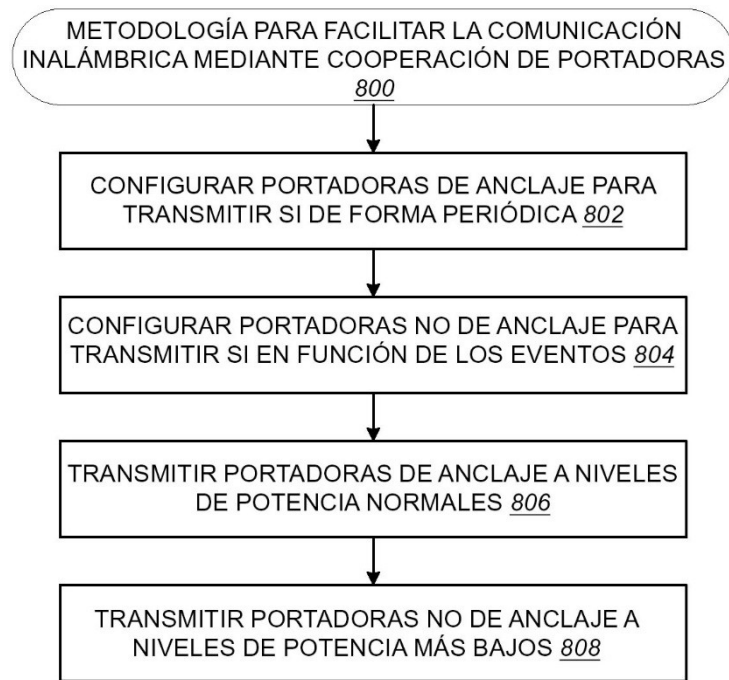 METODOLOGÍA PARA FACILITAR LA COMUNICACIÓN
INALÁMBRICA MEDIANTE COOPERACIÓN DE PORTADORAS
800
CONFIGURAR PORTADORAS DE ANCLAJE PARA
TRANSMITIR SI DE FORMA PERIÓDICA 802
CONFIGURAR PORTADORAS NO DE ANCLAJE PARA
TRANSMITIR SI EN FUNCIÓN DE LOS EVENTOS 804
TRANSMITIR PORTADORAS DE ANCLAJE A NIVELES
DE POTENCIA NORMALES 806
TRANSMITIR PORTADORAS NO DE ANCLAJE A
NIVELES DE POTENCIA MÁS BAJOS 808